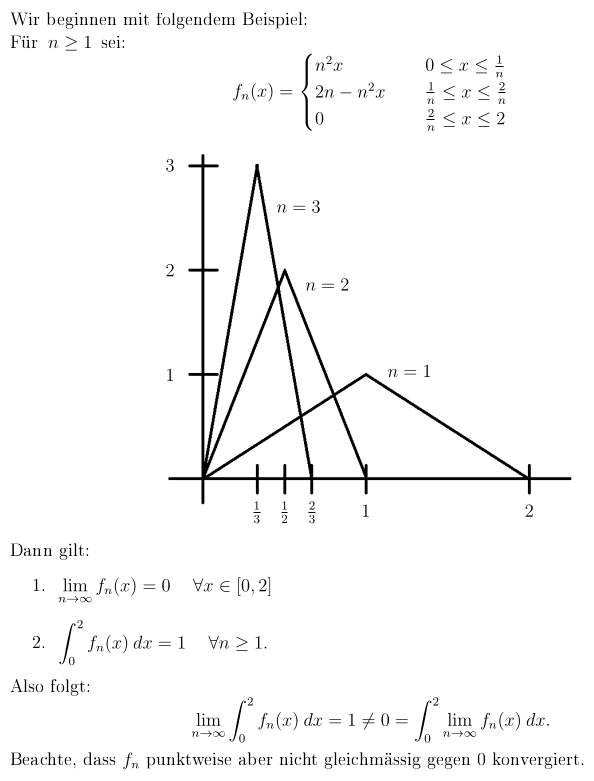 Wir beginnen mit folgendem Beispiel:
Für n ≥ 1 sei:
f_n(x) = { n²x    0 ≤ x ≤ 1/n
2n − n²x    1/n ≤ x ≤ 2/n
0    2/n ≤ x ≤ 2
3
n = 3
2
n = 2
1
n = 1
1/3 1/2 2/3 1 2
Dann gilt:
1. lim_{n→∞} f_n(x) = 0    ∀x ∈ [0, 2]
2. ∫_0^2 f_n(x) dx = 1    ∀n ≥ 1.
Also folgt:
lim_{n→∞} ∫_0^2 f_n(x) dx = 1 ≠ 0 = ∫_0^2 lim_{n→∞} f_n(x) dx.
Beachte, dass f_n punktweise aber nicht gleichmässig gegen 0 konvergiert.